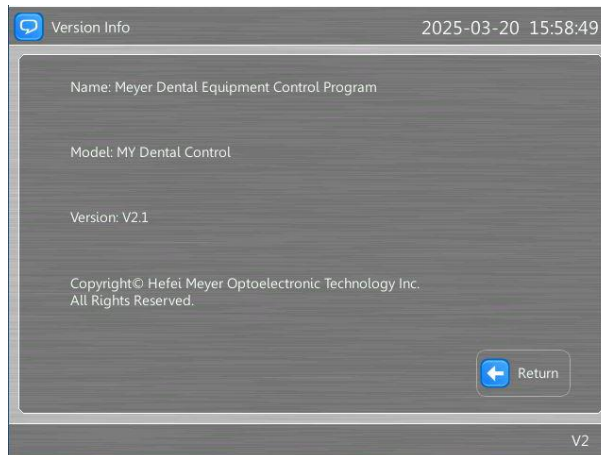 Version Info
2025-03-20 15:58:49
Name: Meyer Dental Equipment Control Program
Model: MY Dental Control
Version: V2.1
Copyright© Hefei Meyer Optoelectronic Technology Inc.
All Rights Reserved.
Return
V2